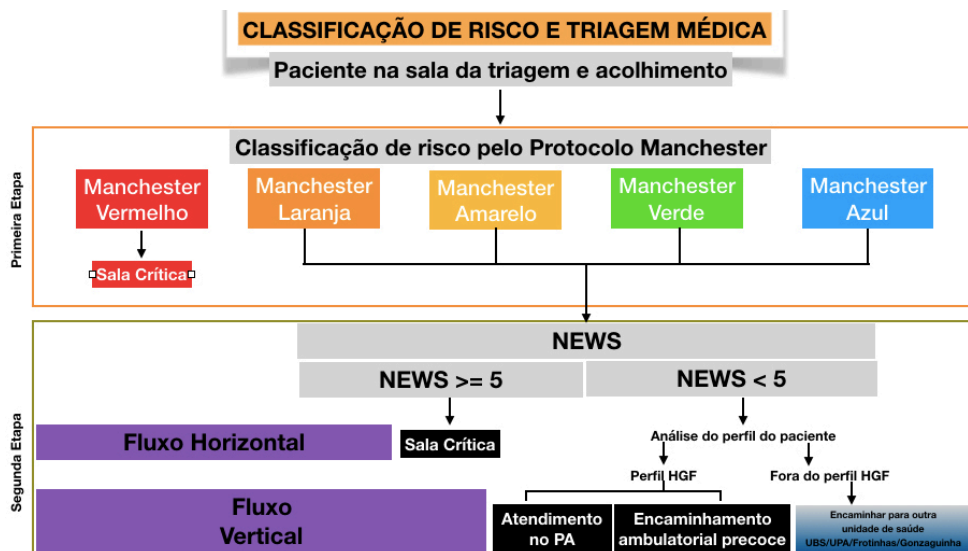 CLASSIFICAÇÃO DE RISCO E TRIAGEM MÉDICA
Paciente na sala da triagem e acolhimento
Primeira Etapa
Classificação de risco pelo Protocolo Manchester
Manchester
Vermelho
Manchester
Laranja
Manchester
Amarelo
Manchester
Verde
Manchester
Azul
Sala Crítica
Segunda Etapa
NEWS
NEWS >= 5
NEWS < 5
Fluxo Horizontal
Sala Crítica
Análise do perfil do paciente
Perfil HGF
Fora do perfil HGF
Fluxo
Vertical
Atendimento
no PA
Encaminhamento
ambulatorial precoce
Encaminhar para outra
unidade de saúde
UBS/UPA/Frotinhas/Gonzaguinha